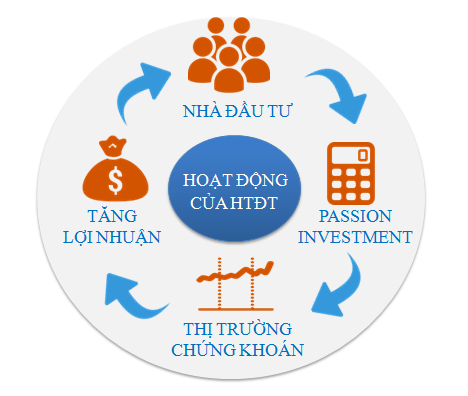 NHÀ ĐẦU TƯ
HOẠT ĐỘNG
CỦA HTĐT
TĂNG
LỢI NHUẬN
PASSION
INVESTMENT
THỊ TRƯỜNG
CHỨNG KHOÁN
$